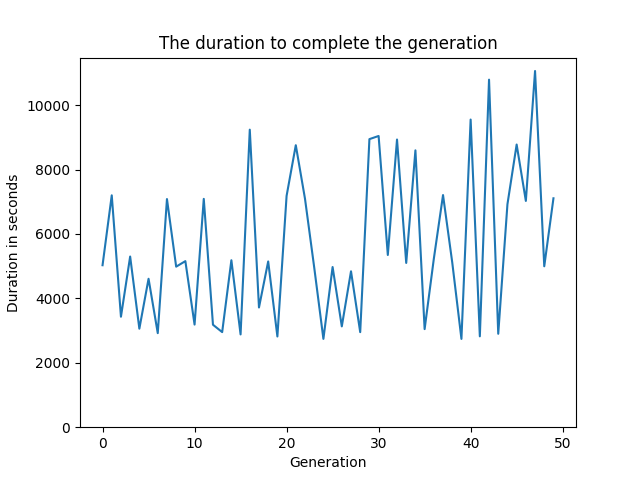 The duration to complete the generation
Duration in seconds
10000
8000
6000
4000
2000
0
0 10 20 30 40 50
Generation